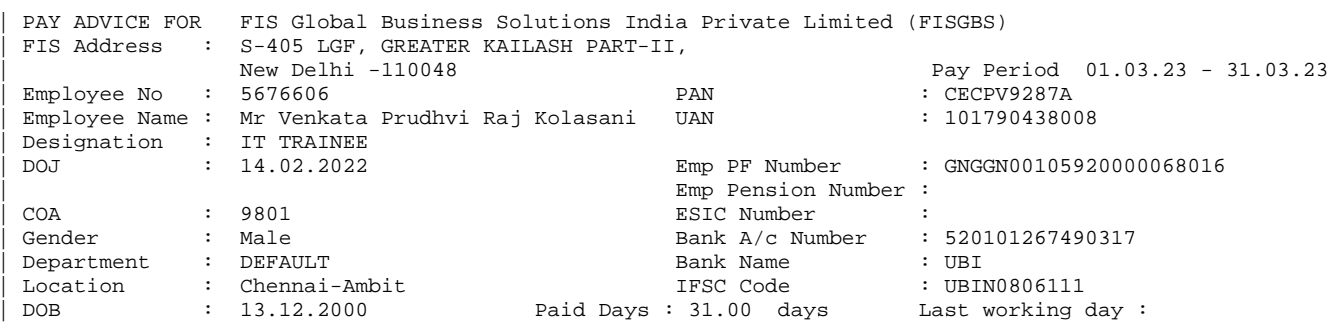 | PAY ADVICE FOR FIS Global Business Solutions India Private Limited (FISGBS)
| FIS Address : S-405 LGF, GREATER KAILASH PART-II,
| New Delhi -110048 Pay Period 01.03.23 - 31.03.23
| Employee No : 5676606 PAN : CECPV9287A
| Employee Name : Mr Venkata Prudhvi Raj Kolasani UAN : 101790438008
| Designation : IT TRAINEE
| DOJ : 14.02.2022 Emp PF Number : GNGGN00105920000068016
| Emp Pension Number :
| COA : 9801 ESIC Number :
| Gender : Male Bank A/c Number : 520101267490317
| Department : DEFAULT Bank Name : UBI
| Location : Chennai-Ambit IFSC Code : UBIN0806111
| DOB : 13.12.2000 Paid Days : 31.00 days Last working day :